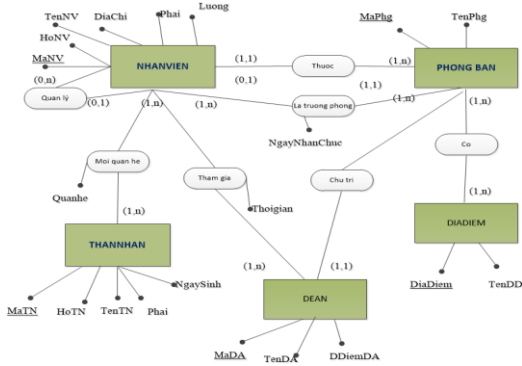 TenNV
DiaChi
Phai
Luong
HoNV
MaNV
NHANVIEN
(0,n)
Quan lý
(0,1)
(1,n)
(1,n)
(1,1)
(0,1)
Thuoc
MaPhg
TenPhg
PHONG BAN
(1,1)
(1,n)
(1,n)
La truong phong
NgayNhanChuc
Moi quan he
Quanhe
Tham gia
Thoigian
Chu tri
Co
(1,n)
(1,n)
THANNHAN
DIADIEM
NgaySinh
MaTN
HoTN
TenTN
Phai
(1,n)
(1,1)
DiaDiem
TenDD
DEAN
MaDA
TenDA
DDiemDA